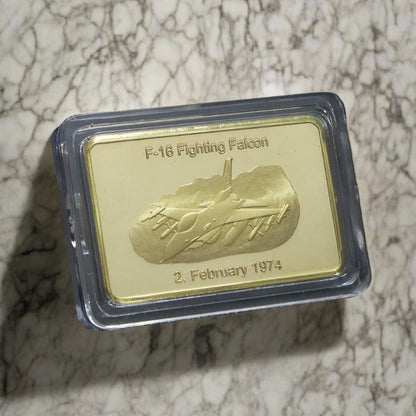 F-16 Fighting Falcon
2. February 1974